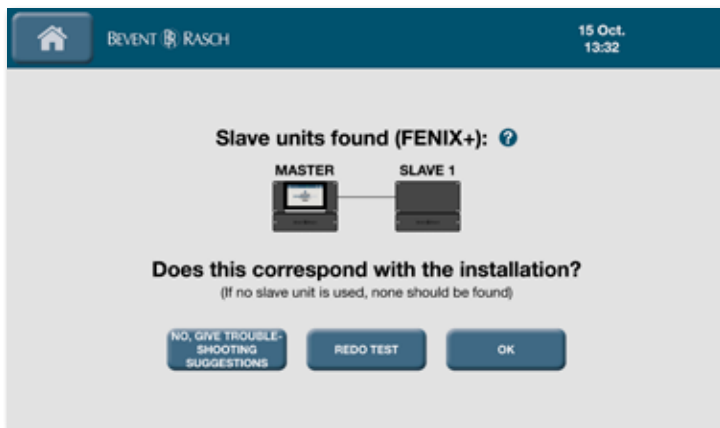 BEVENT RASCH
15 Oct.
13:32
Slave units found (FENIX+): ?
MASTER SLAVE 1
Does this correspond with the installation?
(If no slave unit is used, none should be found)
NO, GIVE TROUBLE-
SHOOTING
SUGGESTIONS
REDO TEST
OK